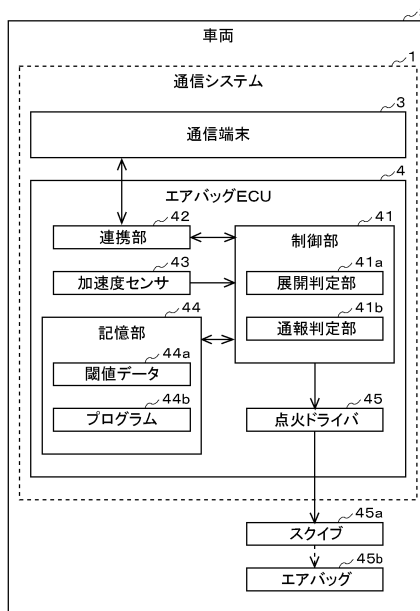 車両
1
通信システム
3
通信端末
4
エアバッグECU
42
連携部
41
制御部
43
加速度センサ
41a
展開判定部
44
記憶部
41b
通報判定部
44a
閾値データ
44b
プログラム
45
点火ドライバ
45a
スクイブ
45b
エアバッグ